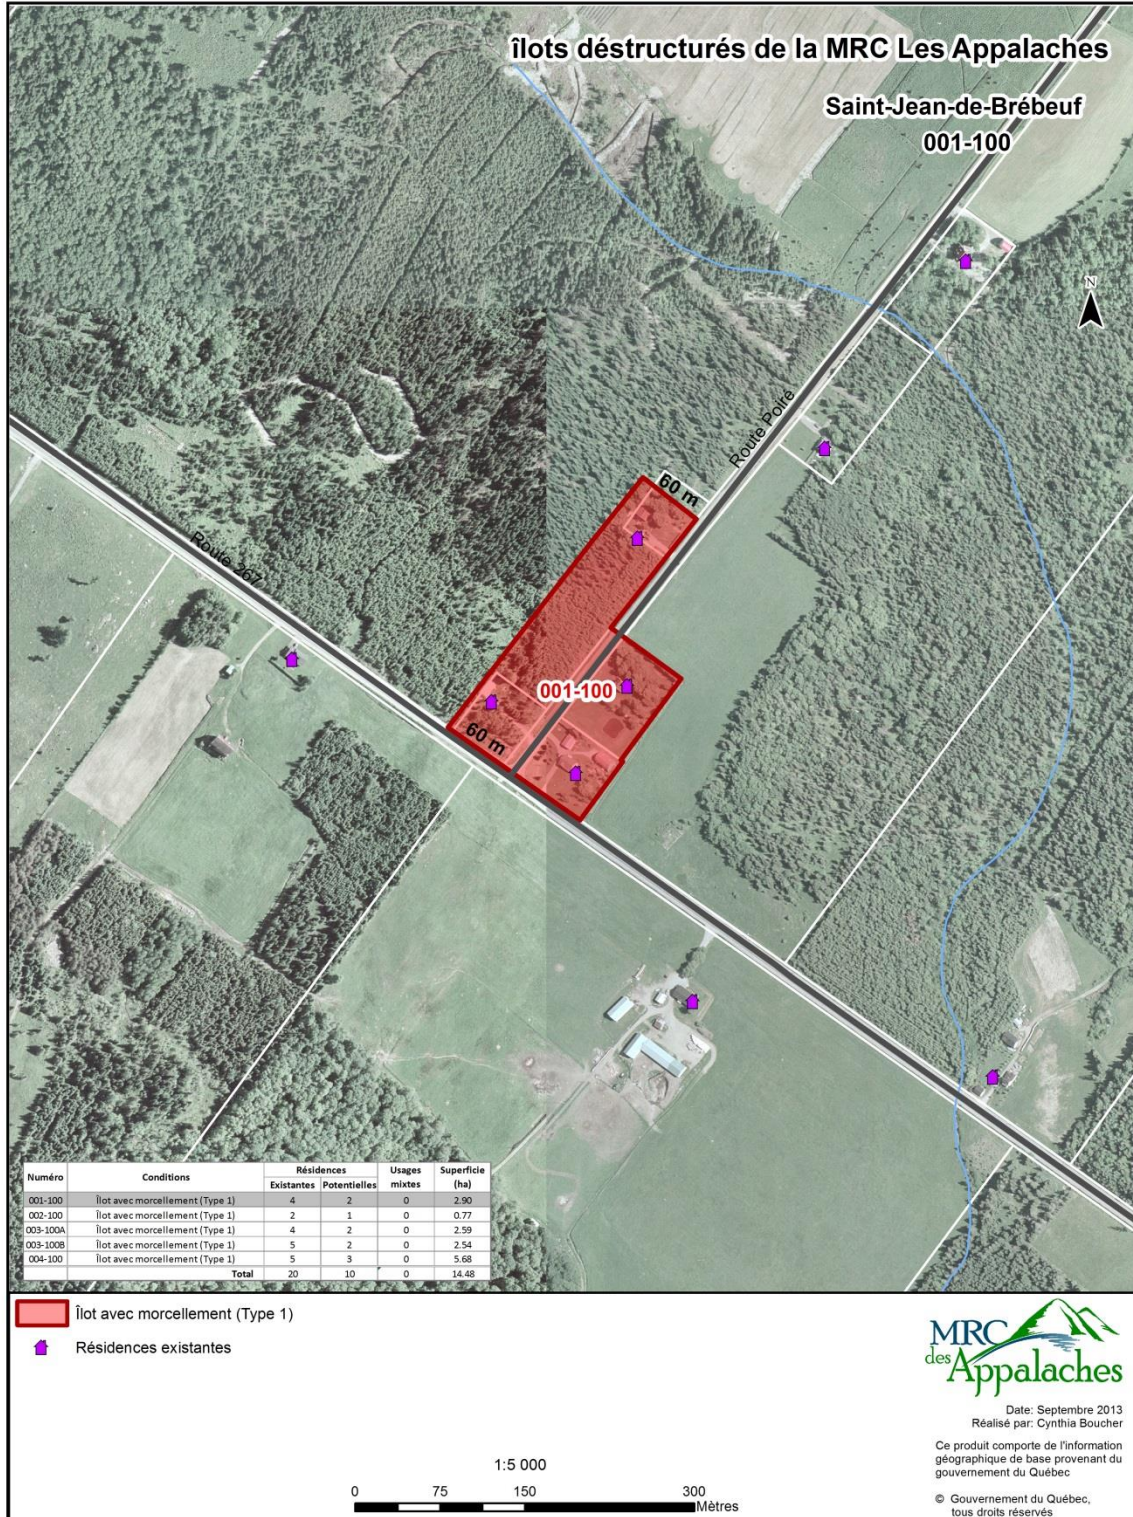 îlots déstructurés de la MRC Les Appalaches
Saint-Jean-de-Brébeuf
001-100
N
Route Poiré
60 m
Route 267
001-100
60 m
Numéro Conditions Résidences Usages mixtes Superficie (ha)
Existantes Potentielles
001-100 Îlot avec morcellement (Type 1) 4 2 0 2.90
002-100 Îlot avec morcellement (Type 1) 2 1 0 0.77
003-100A Îlot avec morcellement (Type 1) 4 2 0 2.59
003-100B Îlot avec morcellement (Type 1) 5 2 0 2.54
004-100 Îlot avec morcellement (Type 1) 5 3 0 5.68
Total 20 10 0 14.48
Îlot avec morcellement (Type 1)
Résidences existantes
MRC
des Appalaches
Date: Septembre 2013
Réalisé par: Cynthia Boucher
Ce produit comporte de l'information
géographique de base provenant du
gouvernement du Québec
© Gouvernement du Québec,
tous droits réservés
1:5 000
0 75 150 300
Mètres